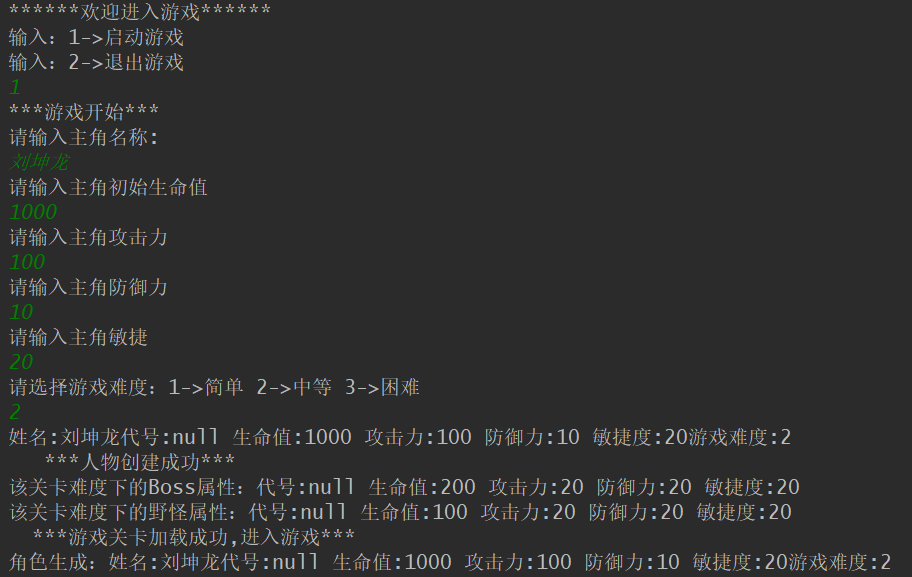 ******欢迎进入游戏******
输入：1->启动游戏
输入：2->退出游戏
1
***游戏开始***
请输入主角名称:
刘坤龙
请输入主角初始生命值
1000
请输入主角攻击力
100
请输入主角防御力
10
请输入主角敏捷
20
请选择游戏难度：1->简单 2->中等 3->困难
2
姓名:刘坤龙代号:null 生命值:1000 攻击力:100 防御力:10 敏捷度:20游戏难度:2
***人物创建成功***
该关卡难度下的Boss属性：代号:null 生命值:200 攻击力:20 防御力:20 敏捷度:20
该关卡难度下的野怪属性：代号:null 生命值:100 攻击力:20 防御力:20 敏捷度:20
***游戏关卡加载成功,进入游戏***
角色生成：姓名:刘坤龙代号:null 生命值:1000 攻击力:100 防御力:10 敏捷度:20游戏难度:2